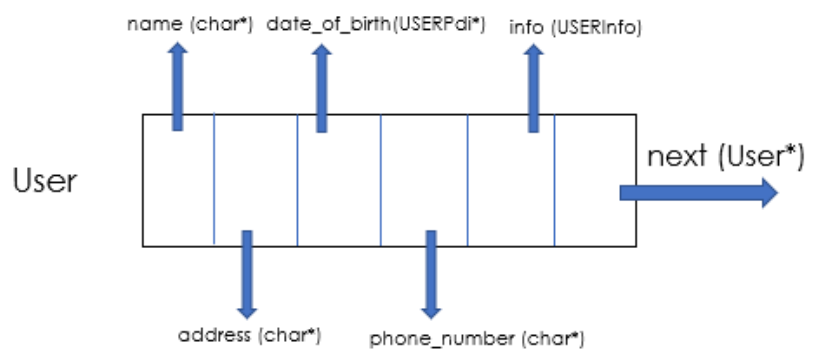 name (char*) date_of_birth(USERPdi*) info (USERInfo)
next (User*)
User
address (char*) phone_number (char*)